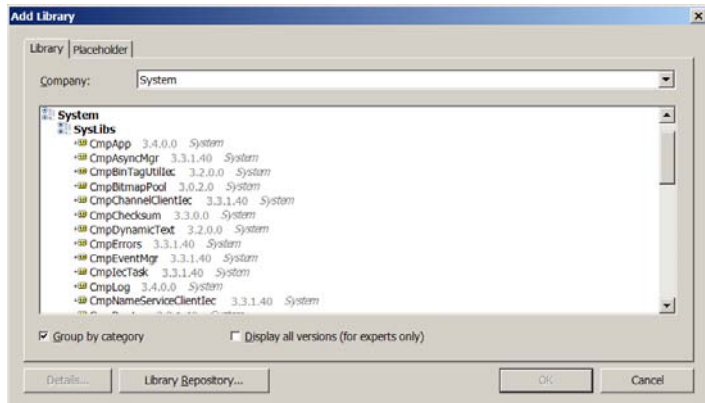 Add Library
Library Placeholder
Company: System
System
SysLibs
CmpApp 3.4.0.0 System
CmpAsyncMgr 3.3.1.40 System
CmpBinTagUtilIec 3.2.0.0 System
CmpBitmapPool 3.0.2.0 System
CmpChannelClientIec 3.3.1.40 System
CmpChecksum 3.3.0.0 System
CmpDynamicText 3.2.0.0 System
CmpErrors 3.3.1.40 System
CmpEventMgr 3.3.1.40 System
CmpIecTask 3.3.1.40 System
CmpLog 3.4.0.0 System
CmpNameServiceClientIec 3.3.1.40 System
Group by category Display all versions (for experts only)
Details... Library Repository... OK Cancel